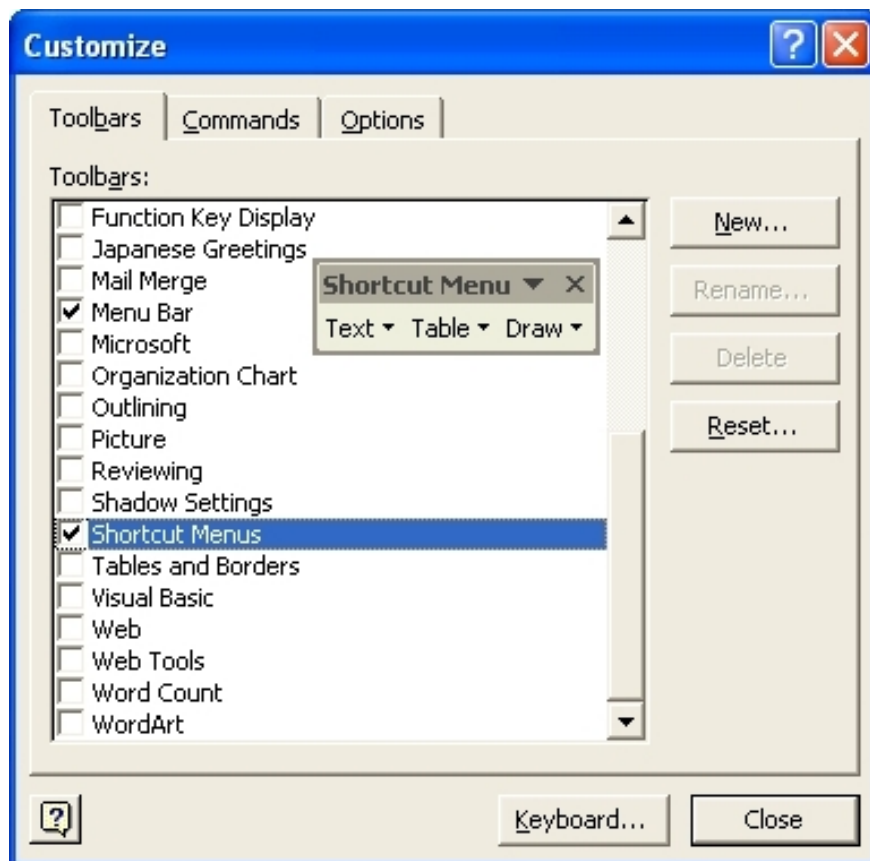 Customize
Toolbars Commands Options
Toolbars:
Function Key Display
Japanese Greetings
Mail Merge
Menu Bar
Microsoft
Organization Chart
Outlining
Picture
Reviewing
Shadow Settings
Shortcut Menus
Tables and Borders
Visual Basic
Web
Web Tools
Word Count
WordArt
Shortcut Menu
Text Table Draw
New...
Rename...
Delete
Reset...
Keyboard... Close